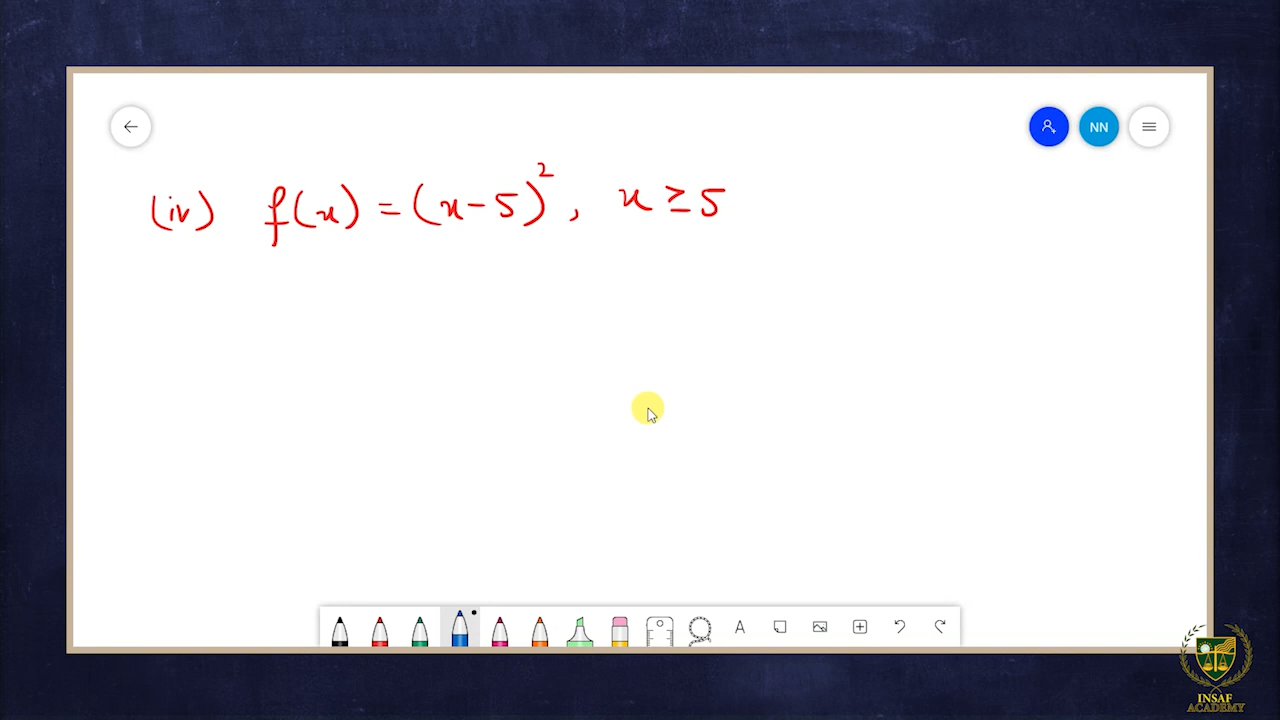 NN
(iv) f(x) = (x-5)², x ≥ 5
A
INSAF
ACADEMY